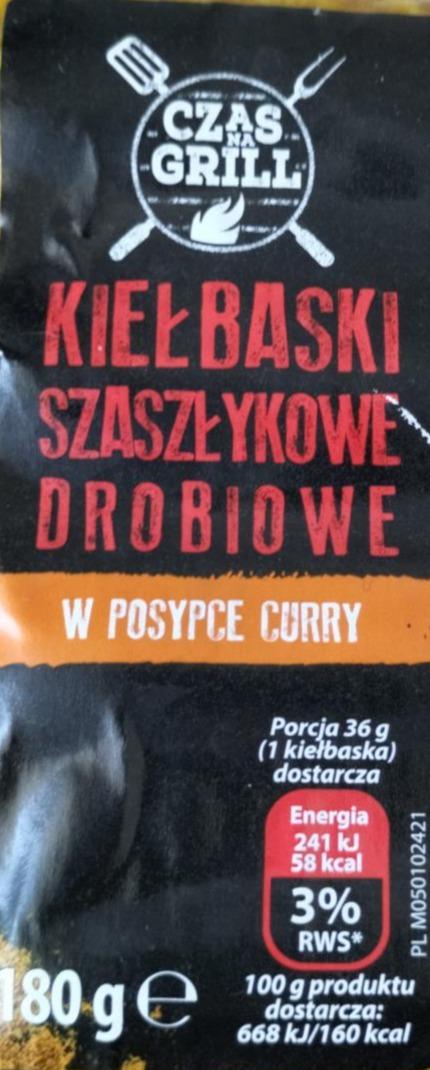 CZAS
NA
GRILL
KIEŁBASKI
SZASZŁYKOWE
DROBIOWE
W POSYPCE CURRY
Porcja 36 g
(1 kiełbaska)
dostarcza
Energia
241 kJ
58 kcal
3%
RWS*
PL M050102421
180 g ℮
100 g produktu
dostarcza:
668 kJ/160 kcal